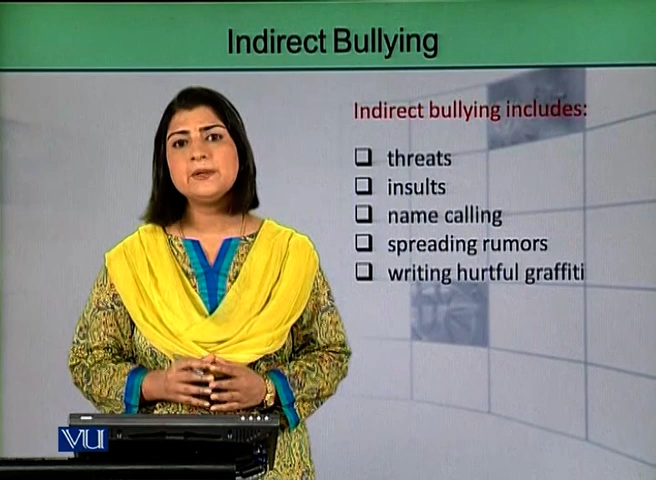 Indirect Bullying
Indirect bullying includes:
threats
insults
name calling
spreading rumors
writing hurtful graffiti
VU